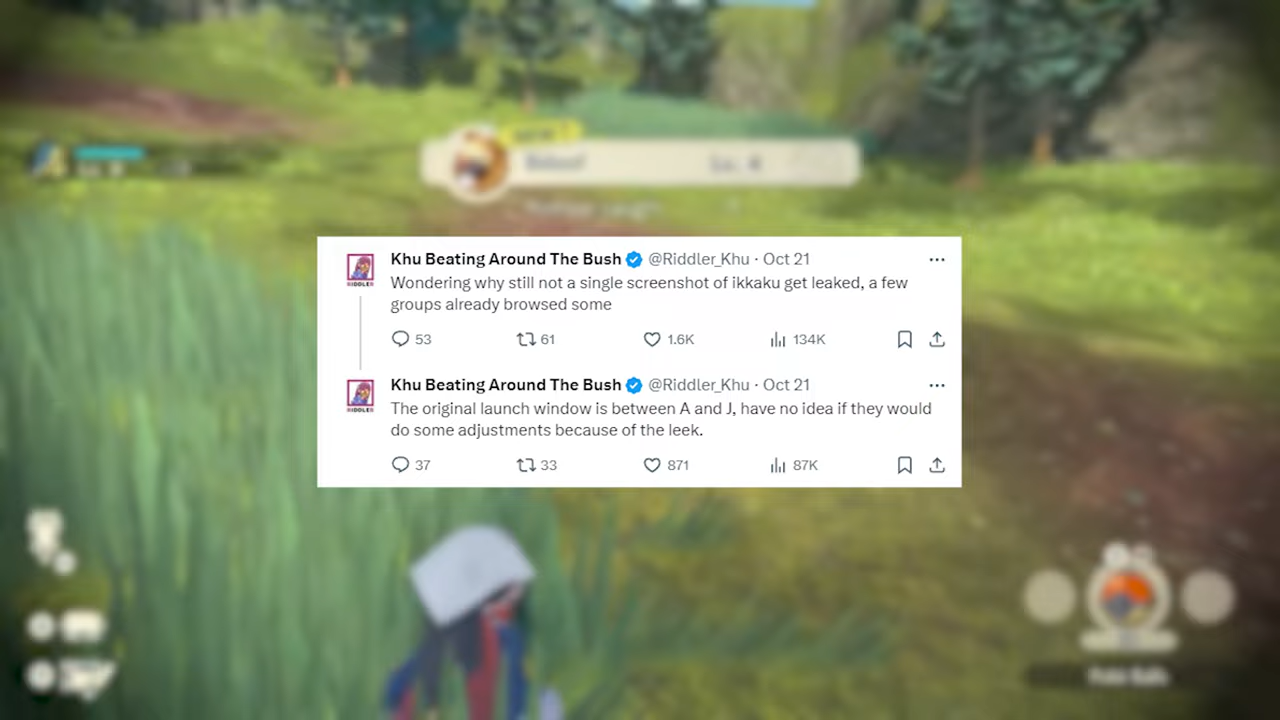 Khu Beating Around The Bush @Riddler_Khu · Oct 21
Wondering why still not a single screenshot of ikkaku get leaked, a few
groups already browsed some
53 61 1.6K 134K
Khu Beating Around The Bush @Riddler_Khu · Oct 21
The original launch window is between A and J, have no idea if they would
do some adjustments because of the leek.
37 33 871 87K